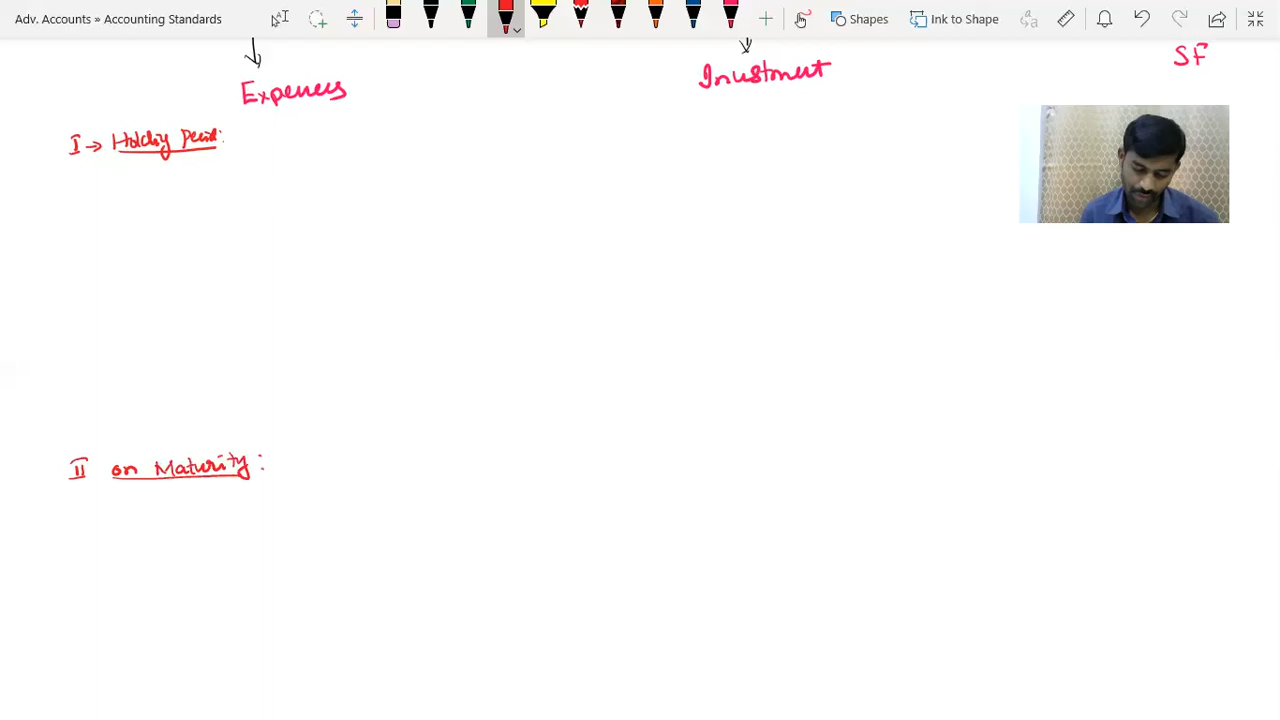 Adv. Accounts » Accounting Standards
Shapes
Ink to Shape
SF
Investment
Expenses
I → Holding Period:
II on Maturity: